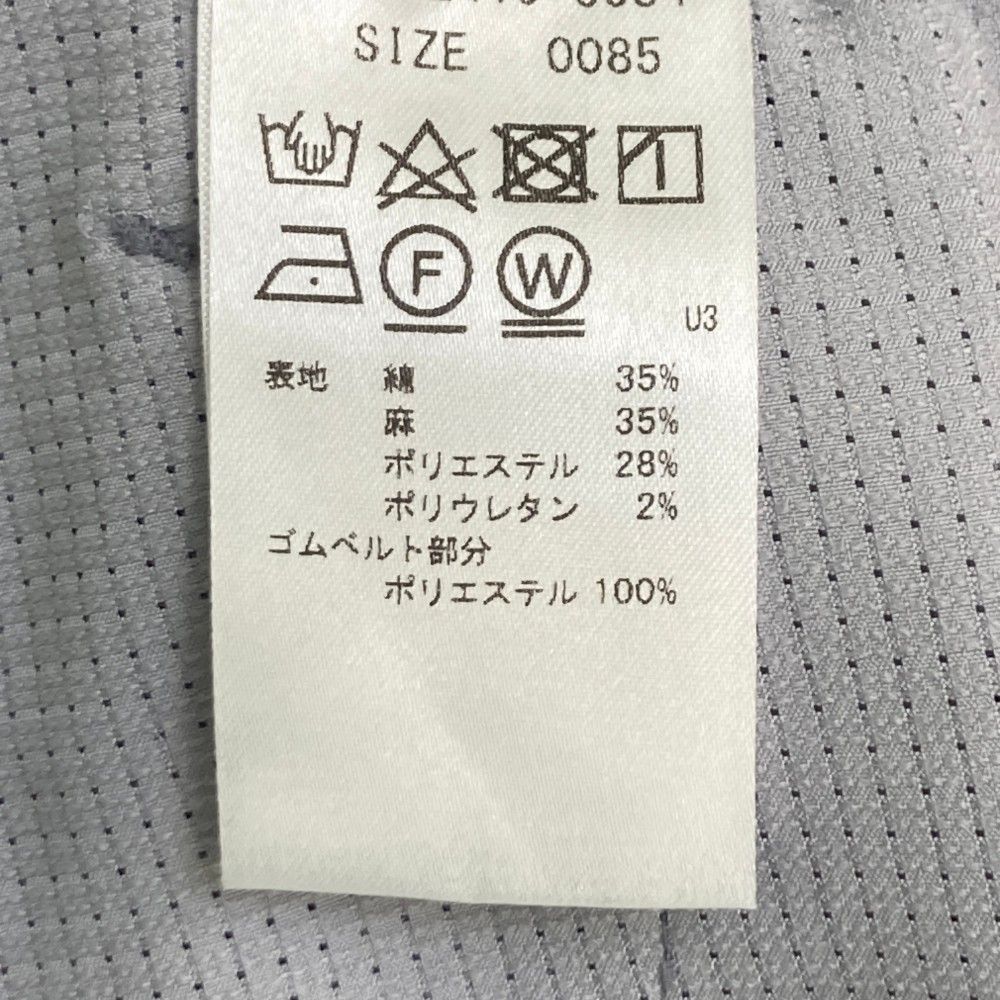 SIZE 0085
F W
U3
表地 綿 35%
麻 35%
ポリエステル 28%
ポリウレタン 2%
ゴムベルト部分
ポリエステル 100%